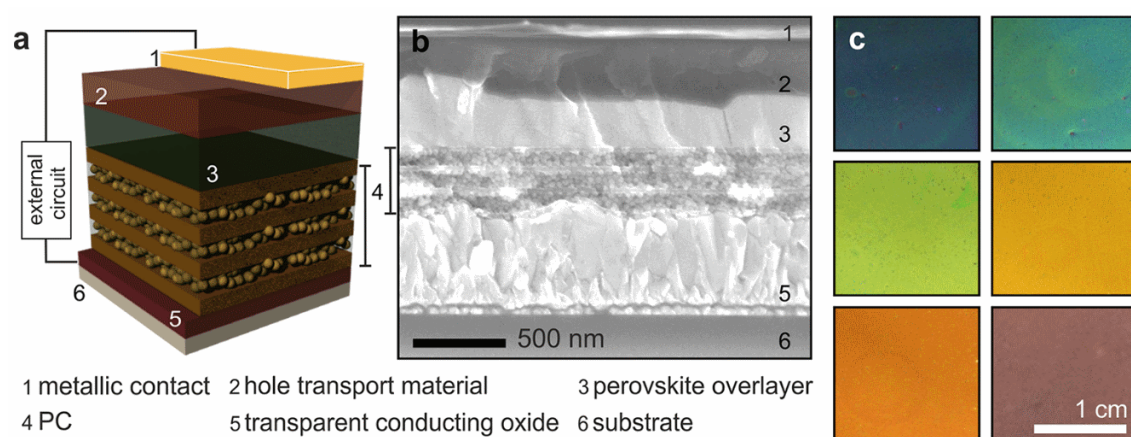 a
1
2
3
4
5
6
external
circuit
b
1
2
3
4
5
6
500 nm
c
1 cm
1 metallic contact 2 hole transport material 3 perovskite overlayer
4 PC 5 transparent conducting oxide 6 substrate